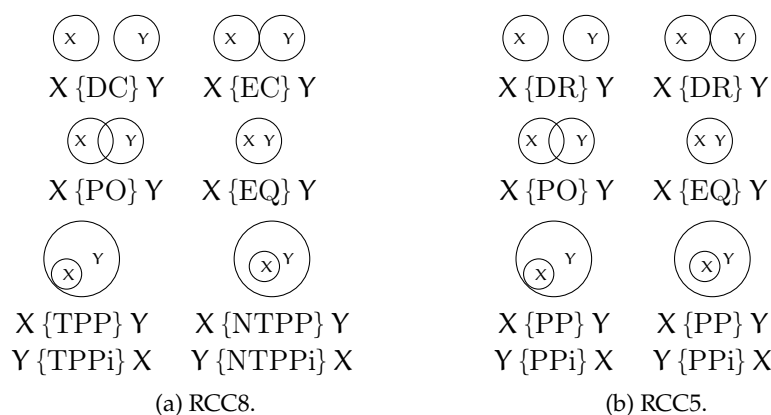 X Y X Y X Y X Y
X {DC} Y X {EC} Y X {DR} Y X {DR} Y
X Y X Y X Y X Y
X {PO} Y X {EQ} Y X {PO} Y X {EQ} Y
Y Y Y Y
X X X X
X {TPP} Y X {NTPP} Y X {PP} Y X {PP} Y
Y {TPPi} X Y {NTPPi} X Y {PPi} X Y {PPi} X
(a) RCC8. (b) RCC5.